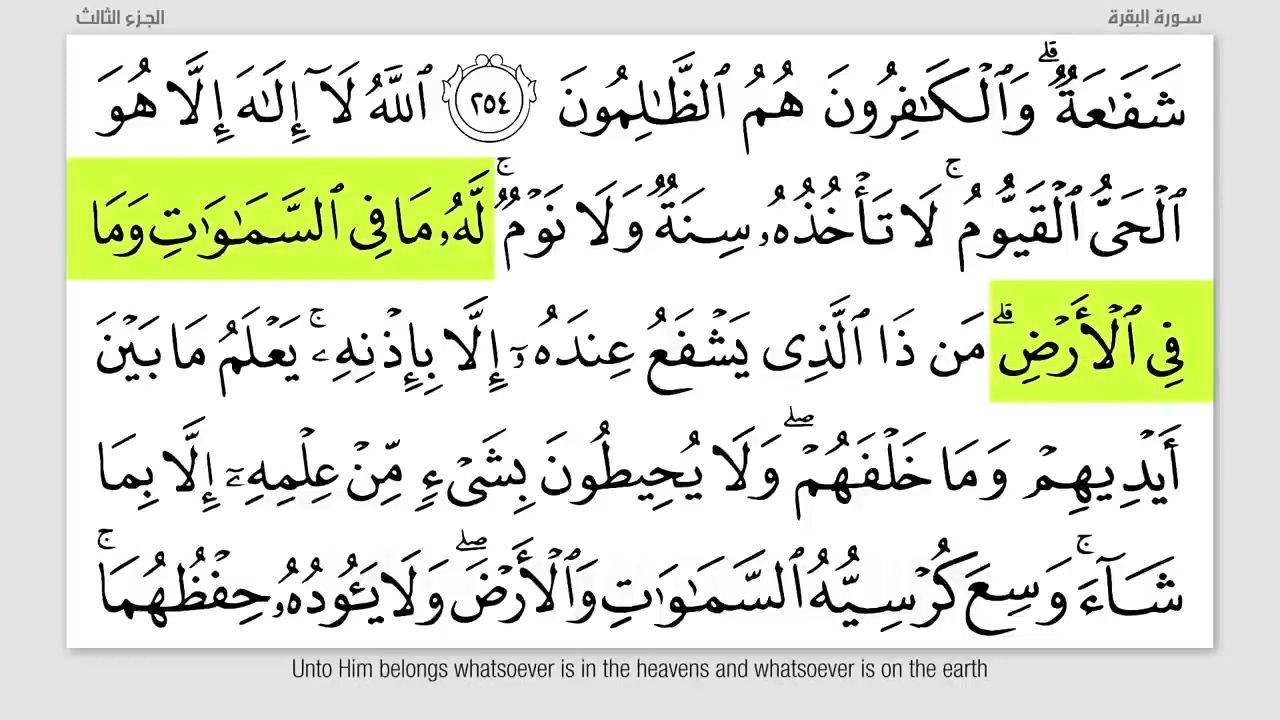 سورة البقرة
الجزء الثالث
شَفَـٰعَةٌ ۗ وَٱلْكَـٰفِرُونَ هُمُ ٱلظَّـٰلِمُونَ ٢٥٤ ٱللَّهُ لَآ إِلَـٰهَ إِلَّا هُوَ
ٱلْحَىُّ ٱلْقَيُّومُ ۚ لَا تَأْخُذُهُۥ سِنَةٌ وَلَا نَوْمٌ ۚ لَّهُۥ مَا فِى ٱلسَّمَـٰوَٰتِ وَمَا
فِى ٱلْأَرْضِ ۗ مَن ذَا ٱلَّذِى يَشْفَعُ عِندَهُۥٓ إِلَّا بِإِذْنِهِۦ ۚ يَعْلَمُ مَا بَيْنَ
أَيْدِيهِمْ وَمَا خَلْفَهُمْ ۖ وَلَا يُحِيطُونَ بِشَىْءٍ مِّنْ عِلْمِهِۦٓ إِلَّا بِمَا
شَآءَ ۚ وَسِعَ كُرْسِيُّهُ ٱلسَّمَـٰوَٰتِ وَٱلْأَرْضَ ۖ وَلَا يَـُٔودُهُۥ حِفْظُهُمَا ۚ
Unto Him belongs whatsoever is in the heavens and whatsoever is on the earth